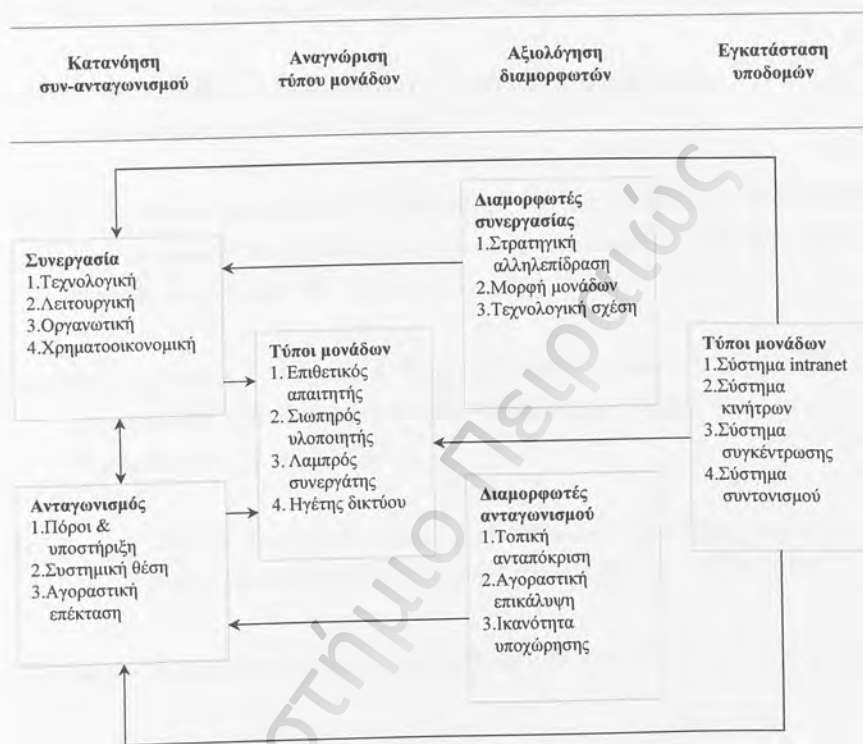 Κατανόηση
συν-ανταγωνισμού
Αναγνώριση
τύπου μονάδων
Αξιολόγηση
διαμορφωτών
Εγκατάσταση
υποδομών
Διαμορφωτές
συνεργασίας
1.Στρατηγική
αλληλεπίδραση
2.Μορφή μονάδων
3.Τεχνολογική σχέση
Συνεργασία
1.Τεχνολογική
2.Λειτουργική
3.Οργανωτική
4.Χρηματοοικονομική
Τύποι μονάδων
1. Επιθετικός
απαιτητής
2. Σιωπηρός
υλοποιητής
3. Λαμπρός
συνεργάτης
4. Ηγέτης δικτύου
Τύποι μονάδων
1.Σύστημα intranet
2.Σύστημα
κινήτρων
3.Σύστημα
συγκέντρωσης
4.Σύστημα
συντονισμού
Ανταγωνισμός
1.Πόροι &
υποστήριξη
2.Συστημική θέση
3.Αγοραστική
επέκταση
Διαμορφωτές
ανταγωνισμού
1.Τοπική
ανταπόκριση
2.Αγοραστική
επικάλυψη
3.Ικανότητα
υποχώρησης
Πειραιώς